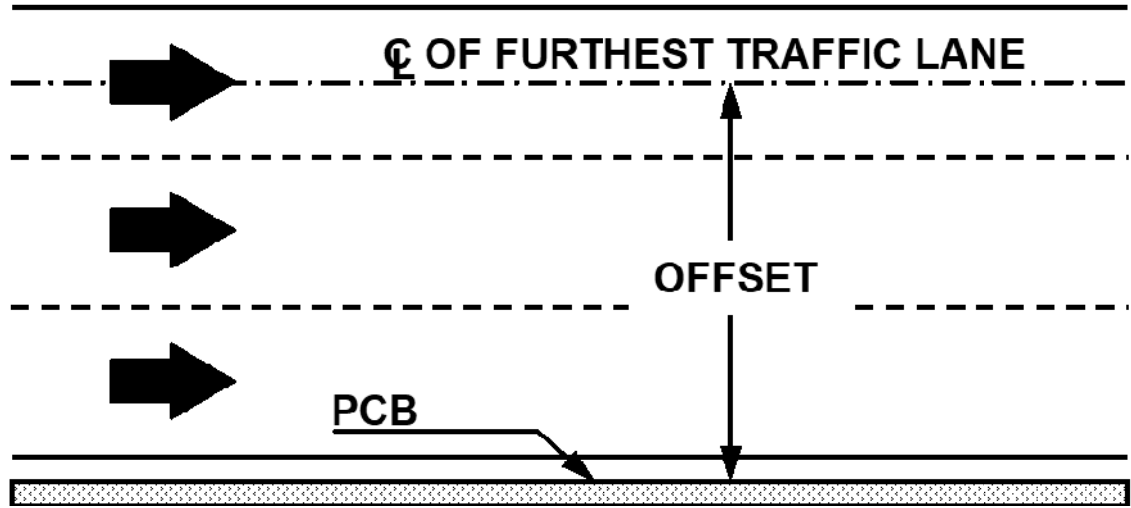 ℄ OF FURTHEST TRAFFIC LANE
OFFSET
PCB